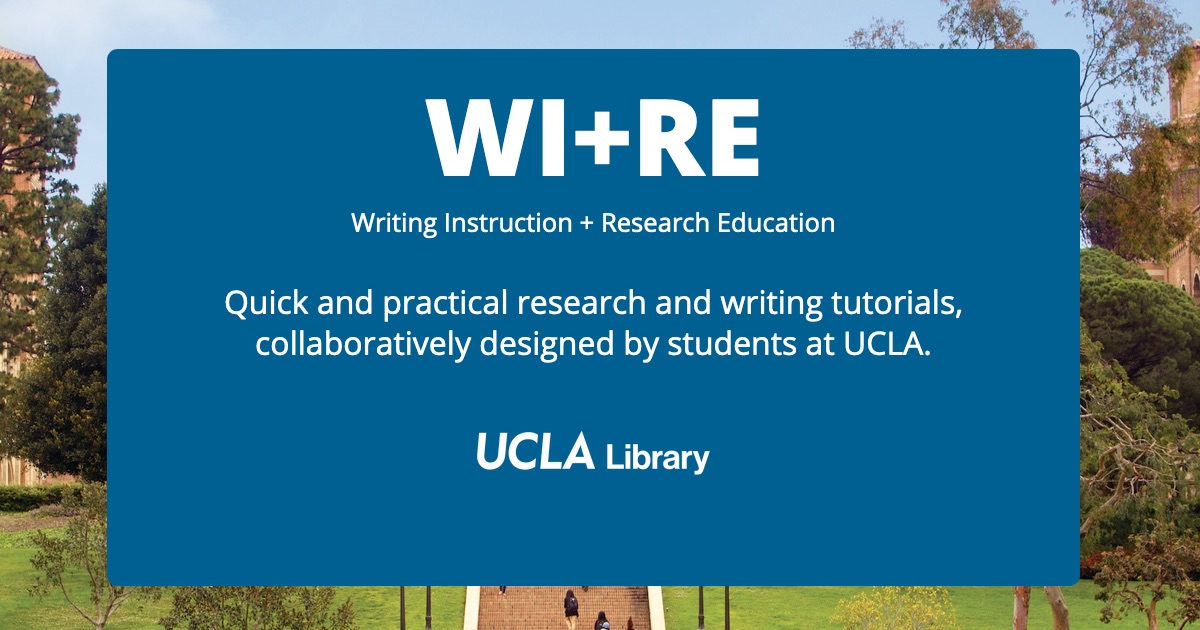 WI+RE
Writing Instruction + Research Education
Quick and practical research and writing tutorials,
collaboratively designed by students at UCLA.
UCLA Library